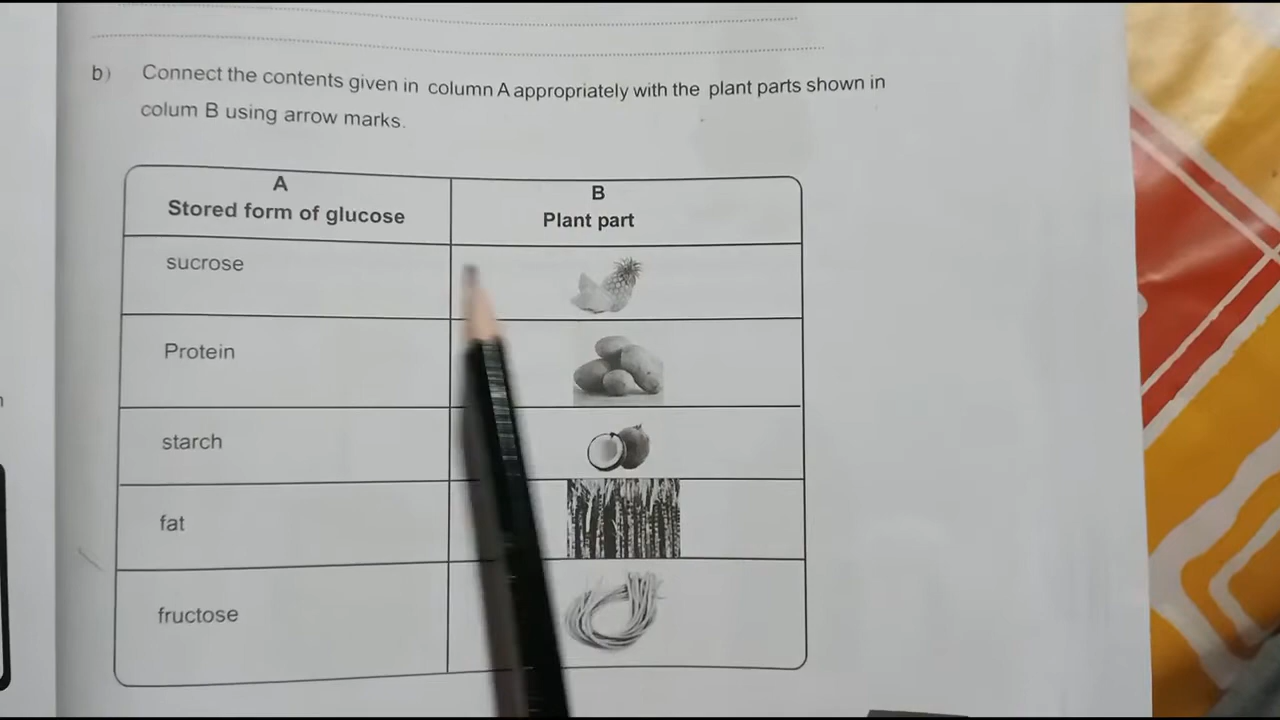 b) Connect the contents given in column A appropriately with the plant parts shown in
colum B using arrow marks.
A
Stored form of glucose
B
Plant part
sucrose
Protein
starch
fat
fructose